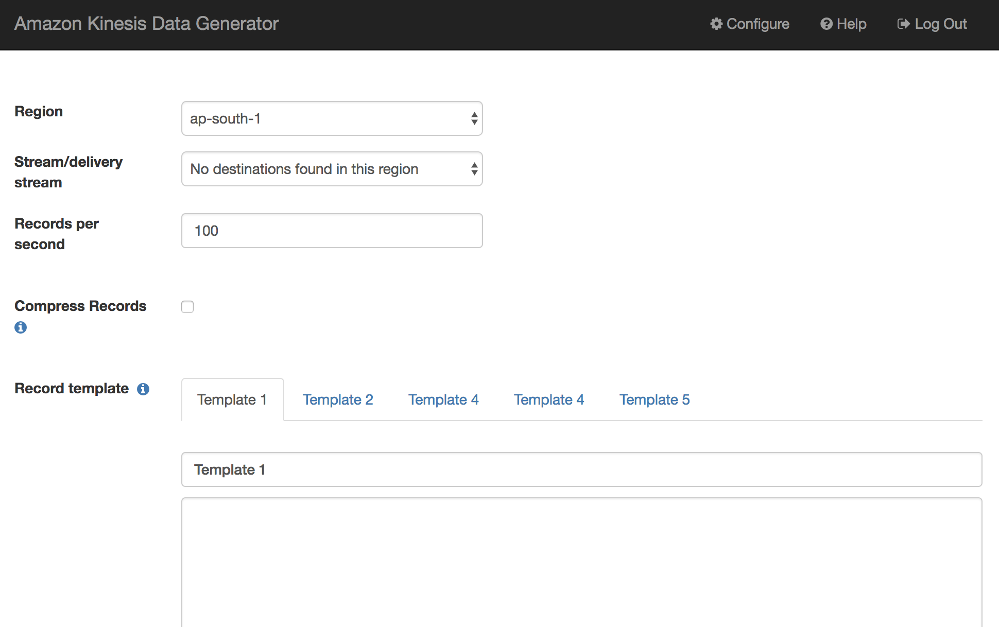 Amazon Kinesis Data Generator
Configure
Help
Log Out
Region
ap-south-1
Stream/delivery
stream
No destinations found in this region
Records per
second
100
Compress Records
Record template
Template 1
Template 2
Template 4
Template 4
Template 5
Template 1